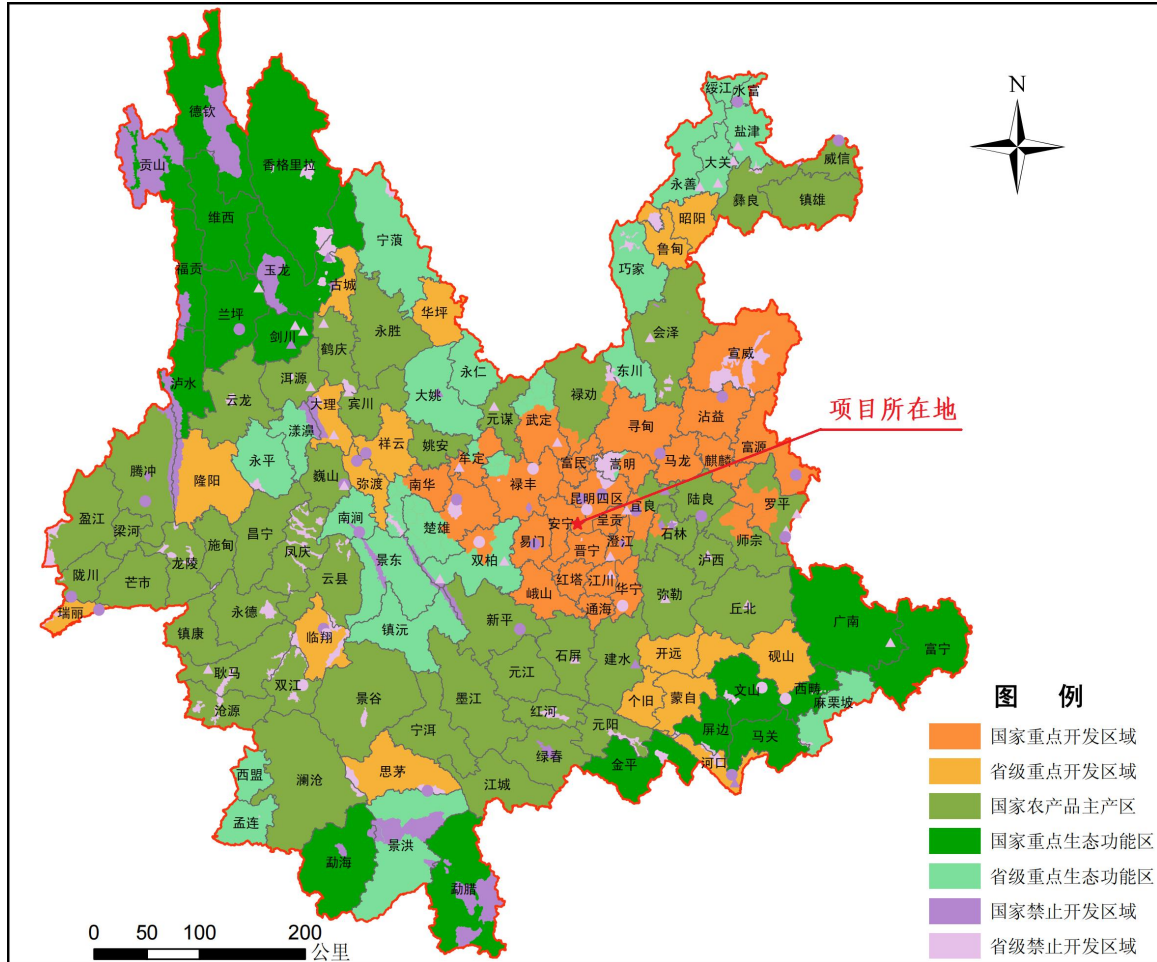 N
德钦
贡山
香格里拉
维西
福贡
玉龙
兰坪
剑川
泸水
宁蒗
古城
华坪
永胜
鹤庆
绥江
水富
盐津
大关
永善
威信
彝良
镇雄
昭阳
鲁甸
巧家
会泽
宣威
东川
洱源
云龙
大理
宾川
漾濞
永平
大姚
永仁
元谋
武定
禄劝
寻甸
沾益
富源
项目所在地
祥云
姚安
牟定
富民
嵩明
马龙
麒麟
腾冲
隆阳
巍山
弥渡
南华
禄丰
昆明四区
宜良
陆良
罗平
盈江
梁河
施甸
昌宁
南涧
楚雄
安宁
呈贡
石林
师宗
龙陵
凤庆
景东
双柏
易门
晋宁
澄江
泸西
陇川
芒市
云县
红塔
江川
华宁
弥勒
丘北
瑞丽
永德
镇沅
峨山
通海
新平
广南
富宁
镇康
临翔
石屏
建水
开远
砚山
耿马
双江
景谷
墨江
元江
个旧
蒙自
文山
西畴
麻栗坡
沧源
宁洱
红河
元阳
屏边
马关
西盟
澜沧
思茅
绿春
金平
河口
江城
孟连
勐海
景洪
勐腊
图 例
国家重点开发区域
省级重点开发区域
国家农产品主产区
国家重点生态功能区
省级重点生态功能区
国家禁止开发区域
省级禁止开发区域
0 50 100 200
公里